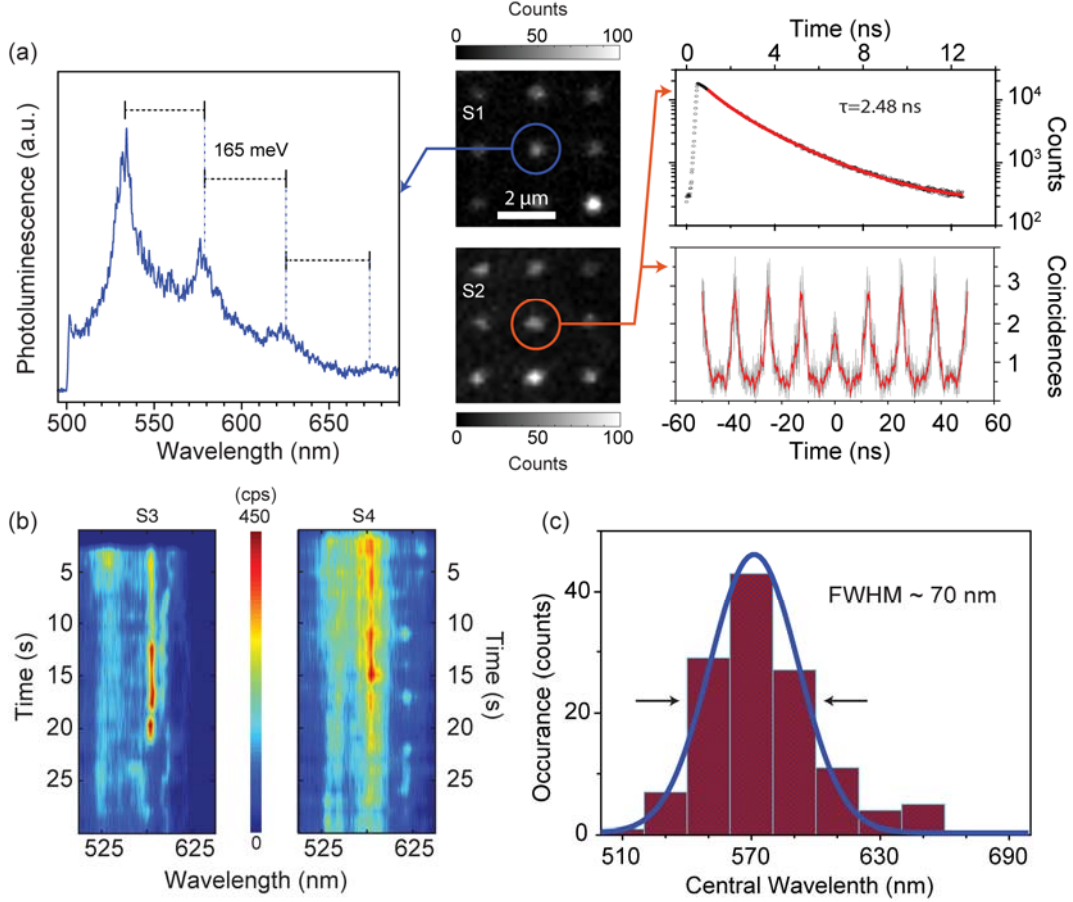 (a)
Photoluminescence (a.u.)
165 meV
500 550 600 650
Wavelength (nm)
Counts
0 50 100
S1
2 μm
S2
0 50 100
Counts
Time (ns)
0 4 8 12
τ=2.48 ns
10⁴
10³
10²
Counts
3
2
1
Coincidences
-60 -40 -20 0 20 40 60
Time (ns)
(b)
S3
(cps)
450
0
S4
Time (s)
5
10
15
20
25
525 625
5
10
15
20
25
Time (s)
525 625
Wavelength (nm)
(c)
FWHM ~ 70 nm
Occurance (counts)
40
20
0
510 570 630 690
Central Wavelenth (nm)